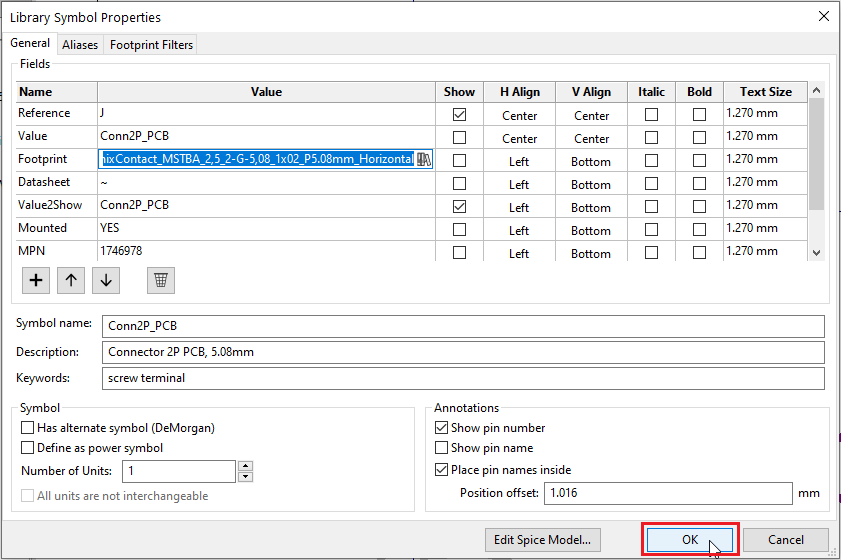 Library Symbol Properties
General Aliases Footprint Filters
Fields
Name Value Show H Align V Align Italic Bold Text Size
Reference J Center Center 1.270 mm
Value Conn2P_PCB Center Center 1.270 mm
Footprint nixContact_MSTBA_2,5_2-G-5,08_1x02_P5.08mm_Horizontal Left Bottom 1.270 mm
Datasheet ~ Left Bottom 1.270 mm
Value2Show Conn2P_PCB Left Bottom 1.270 mm
Mounted YES Left Bottom 1.270 mm
MPN 1746978 Left Bottom 1.270 mm
Symbol name: Conn2P_PCB
Description: Connector 2P PCB, 5.08mm
Keywords: screw terminal
Symbol
Has alternate symbol (DeMorgan)
Define as power symbol
Number of Units: 1
All units are not interchangeable
Annotations
Show pin number
Show pin name
Place pin names inside
Position offset: 1.016 mm
Edit Spice Model... OK Cancel